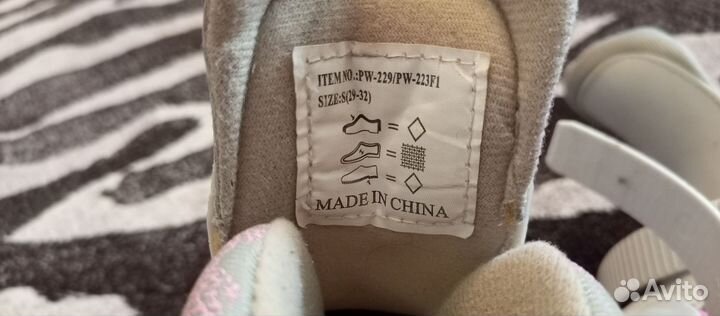 ITEM NO.:PW-229/PW-223F1
SIZE:S(29-32)
=
=
=
MADE IN CHINA
Avito